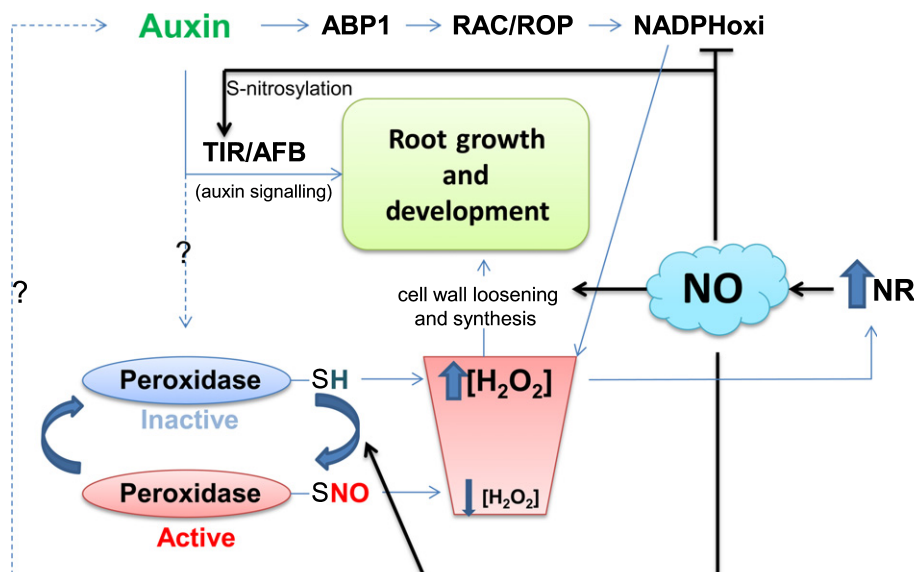 Auxin
ABP1
RAC/ROP
NADPHoxi
S-nitrosylation
TIR/AFB
(auxin signalling)
Root growth
and
development
?
?
cell wall loosening
and synthesis
NO
NR
Peroxidase
SH
Inactive
[H₂O₂]
Peroxidase
SNO
Active
[H₂O₂]